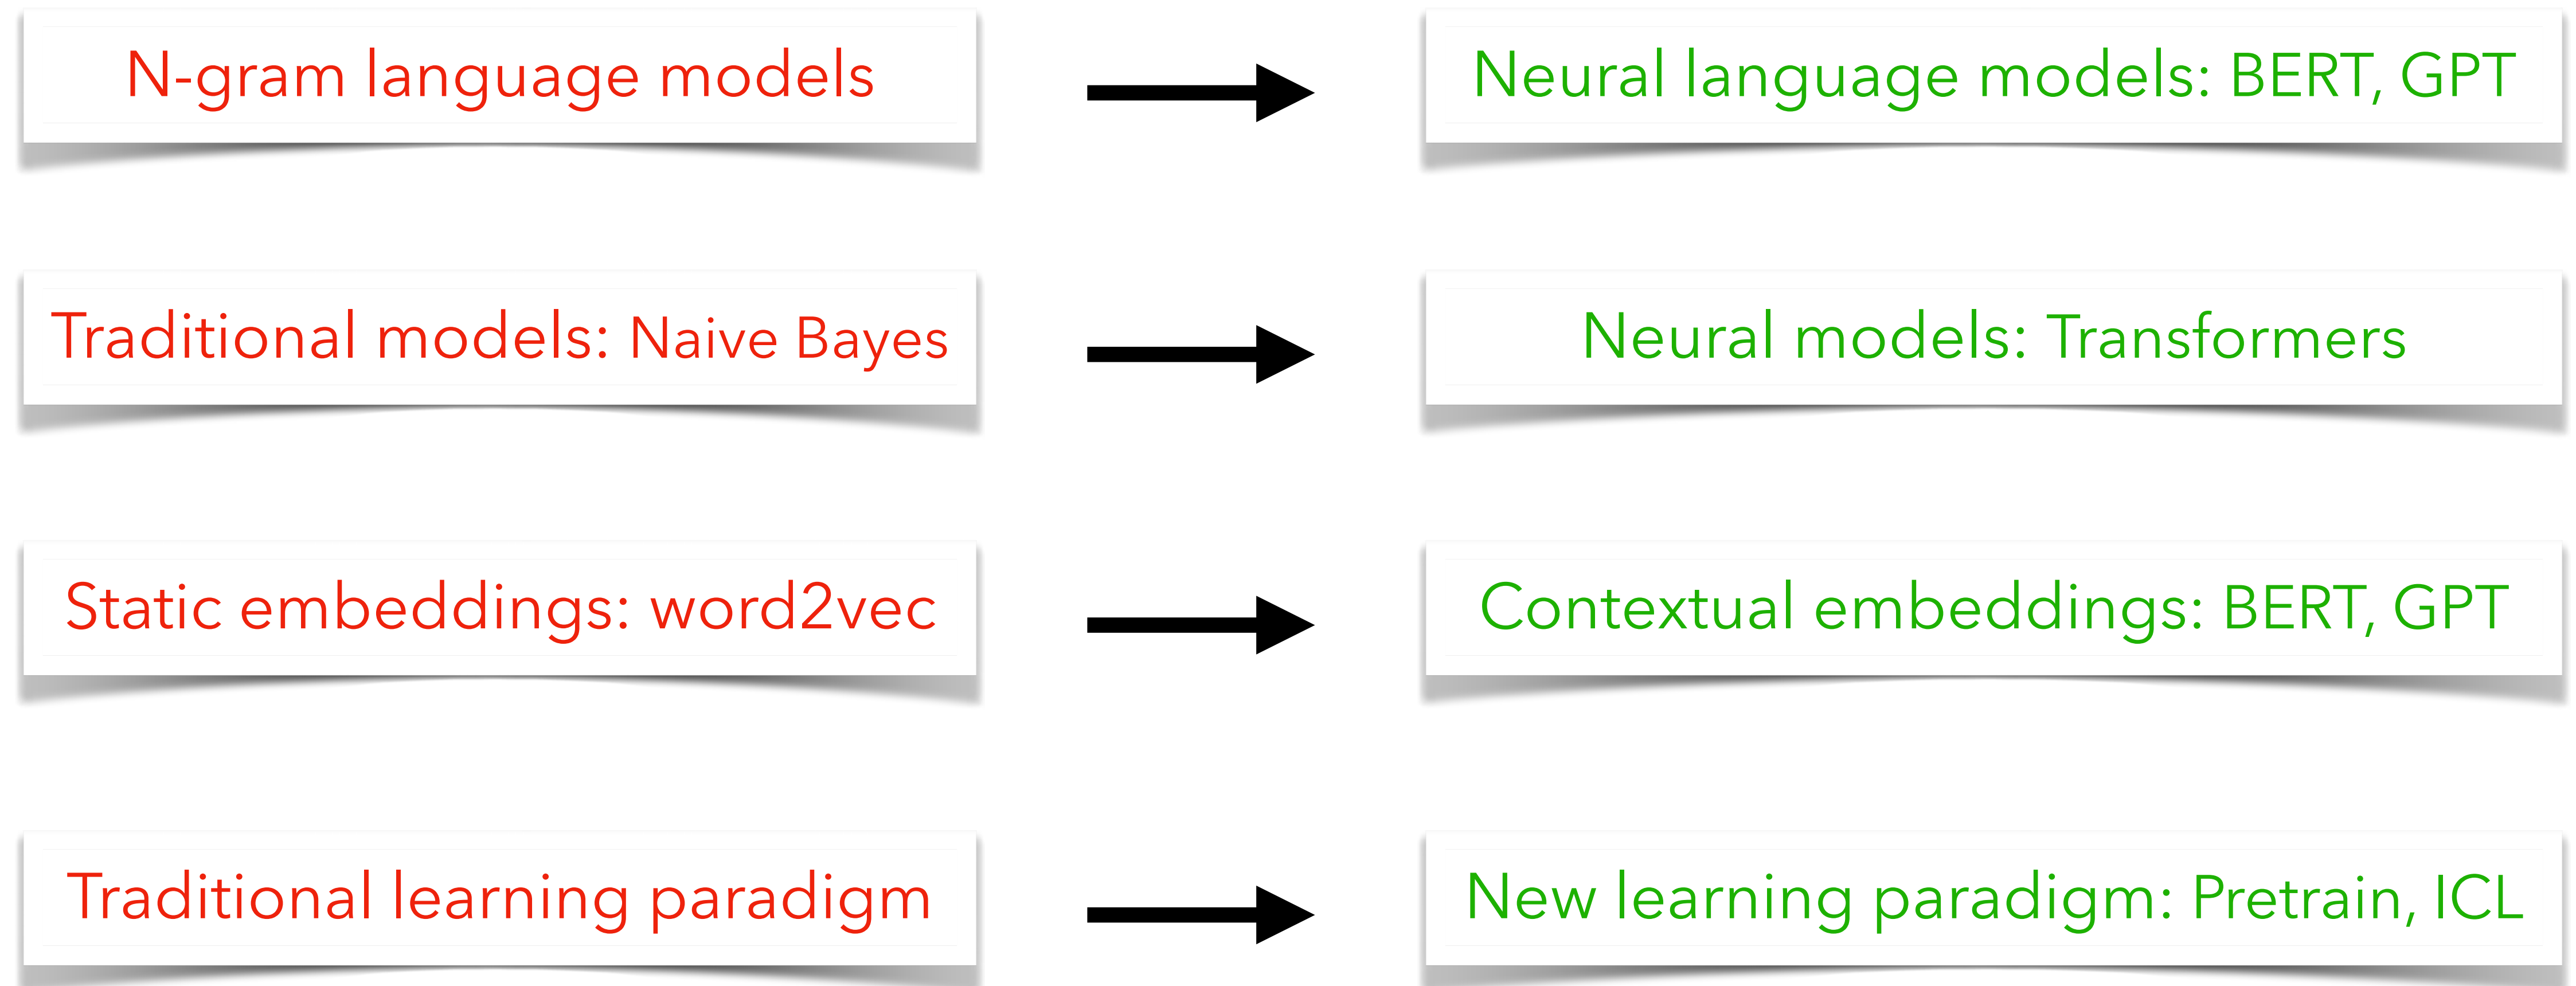 N-gram language models
Neural language models: BERT, GPT
Traditional models: Naive Bayes
Neural models: Transformers
Static embeddings: word2vec
Contextual embeddings: BERT, GPT
Traditional learning paradigm
New learning paradigm: Pretrain, ICL